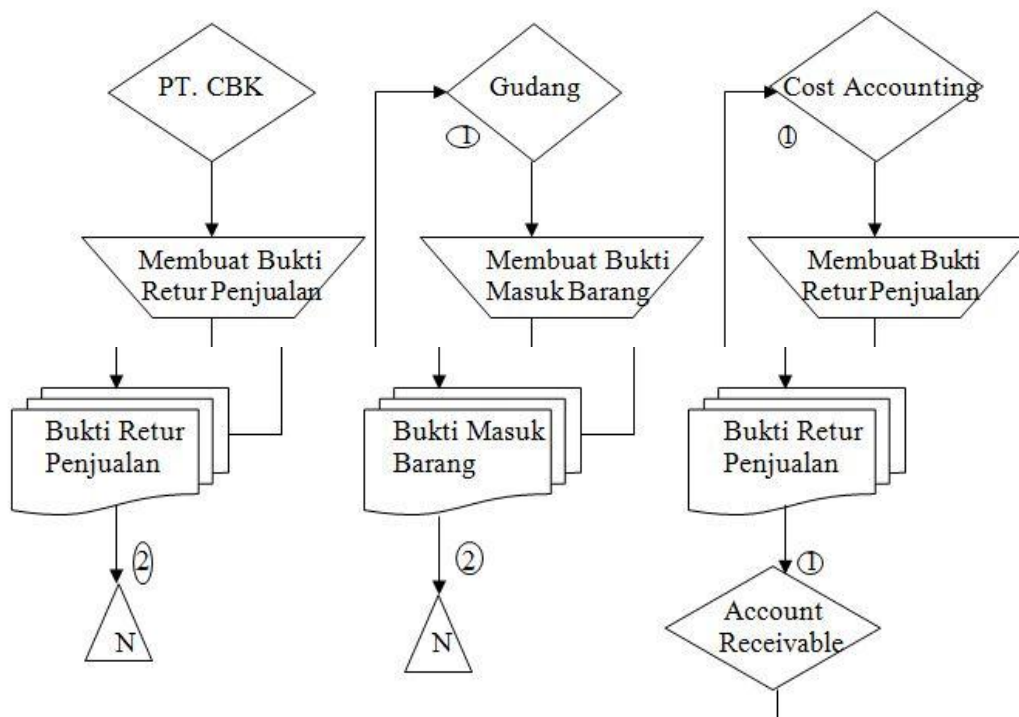 PT. CBK
Gudang
Cost Accounting
1
1
Membuat Bukti
Retur Penjualan
Membuat Bukti
Masuk Barang
Membuat Bukti
Retur Penjualan
Bukti Retur
Penjualan
Bukti Masuk
Barang
Bukti Retur
Penjualan
2
2
1
N
N
Account
Receivable